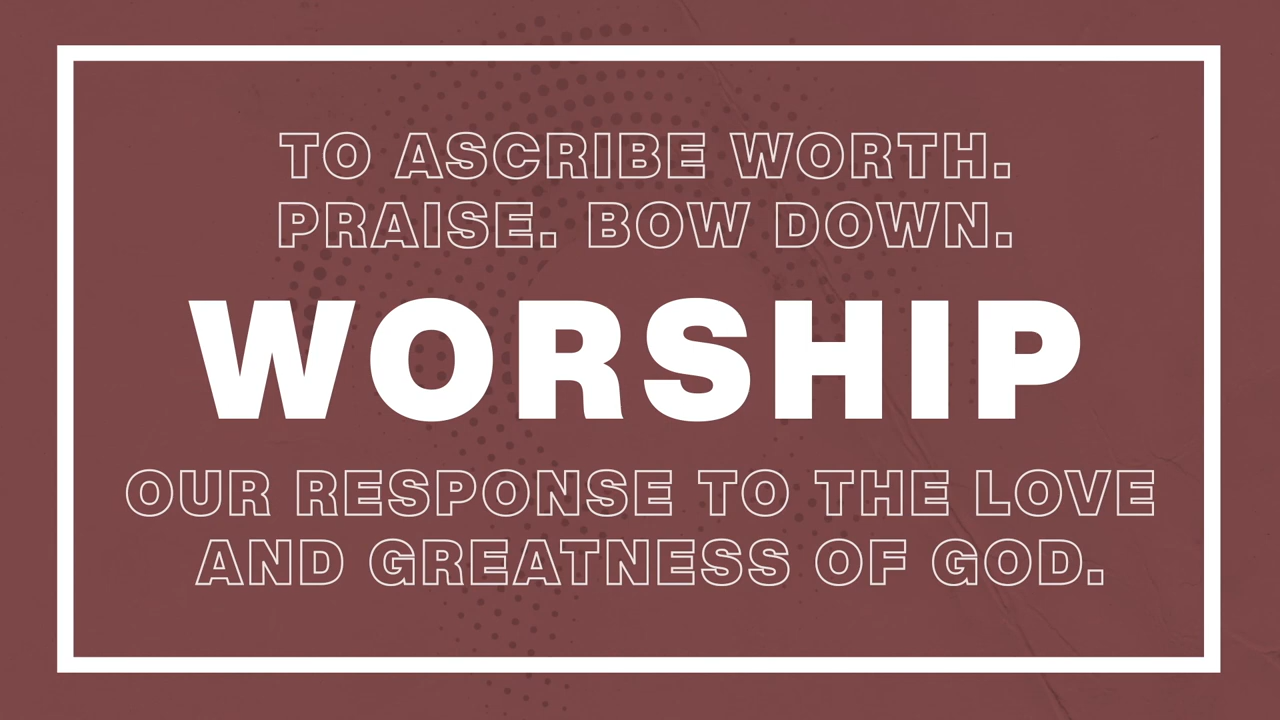 TO ASCRIBE WORTH.
PRAISE. BOW DOWN.
WORSHIP
OUR RESPONSE TO THE LOVE
AND GREATNESS OF GOD.